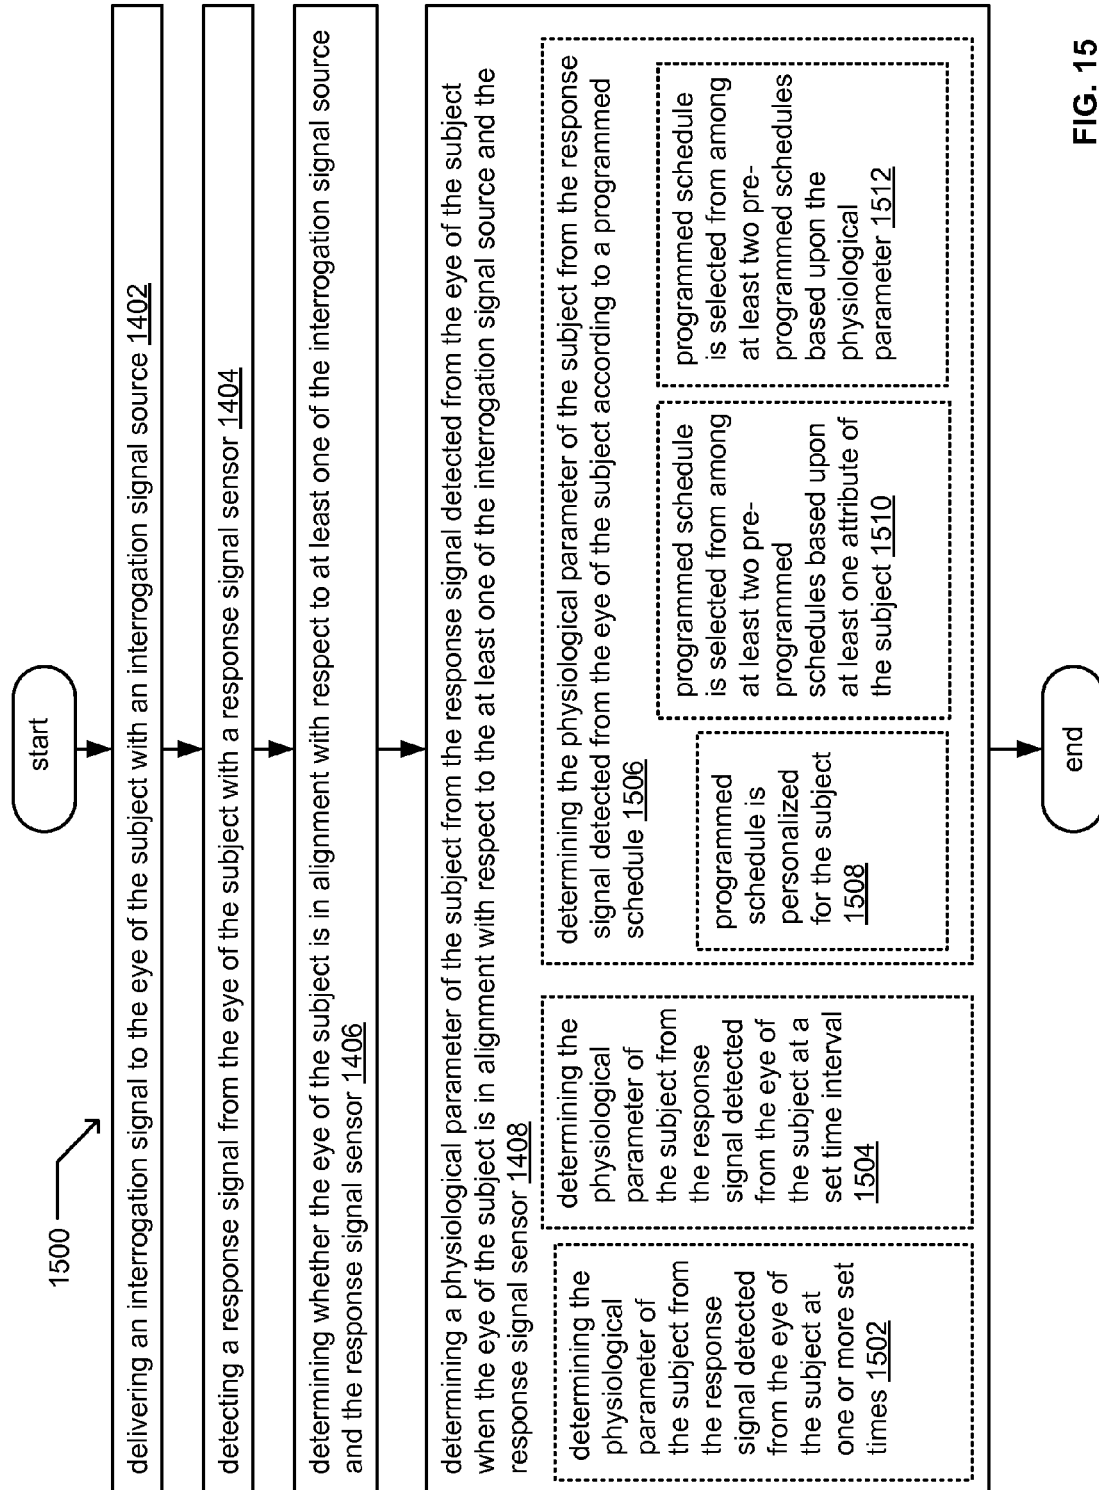 1500
start
delivering an interrogation signal to the eye of the subject with an interrogation signal source 1402
detecting a response signal from the eye of the subject with a response signal sensor 1404
determining whether the eye of the subject is in alignment with respect to at least one of the interrogation signal source
and the response signal sensor 1406
determining a physiological parameter of the subject from the response signal detected from the eye of the subject
when the eye of the subject is in alignment with respect to the at least one of the interrogation signal source and the
response signal sensor 1408
determining the
physiological
parameter of
the subject from
the response
signal detected
from the eye of
the subject at
one or more set
times 1502
determining the
physiological
parameter of
the subject from
the response
signal detected
from the eye of
the subject at a
set time interval
1504
determining the physiological parameter of the subject from the response
signal detected from the eye of the subject according to a programmed
schedule 1506
programmed
schedule is
personalized
for the subject
1508
programmed schedule
is selected from among
at least two pre-
programmed
schedules based upon
at least one attribute of
the subject 1510
programmed schedule
is selected from among
at least two pre-
programmed schedules
based upon the
physiological
parameter 1512
end
FIG. 15